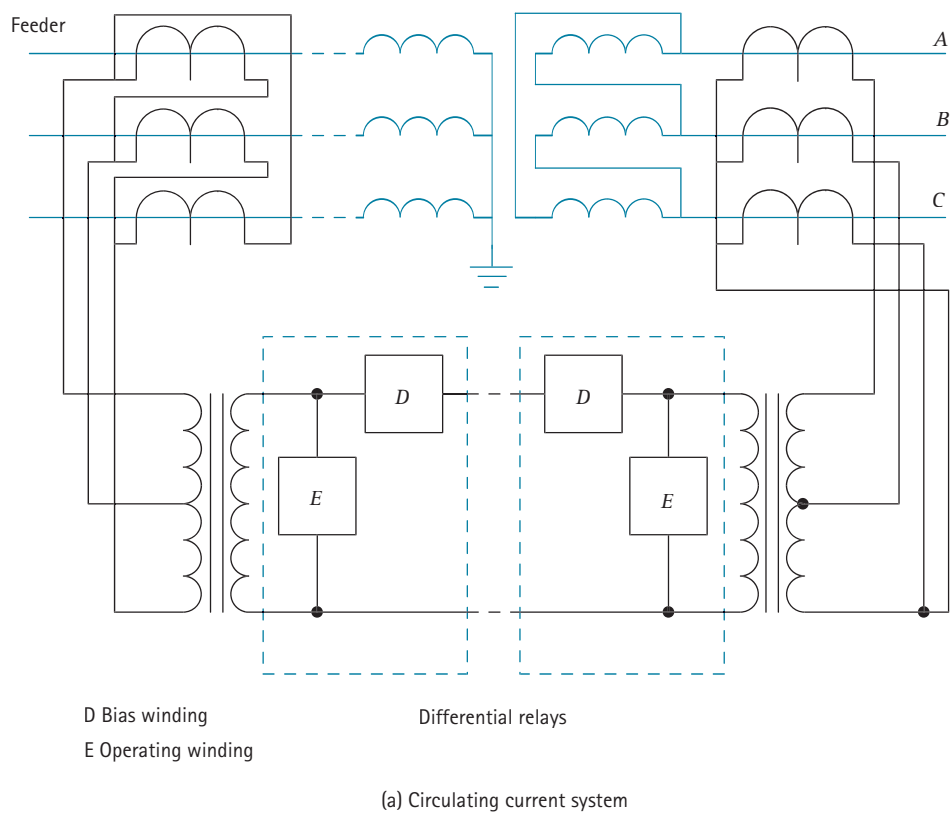 Feeder
A
B
C
D
D
E
E
D Bias winding
Differential relays
E Operating winding
(a) Circulating current system